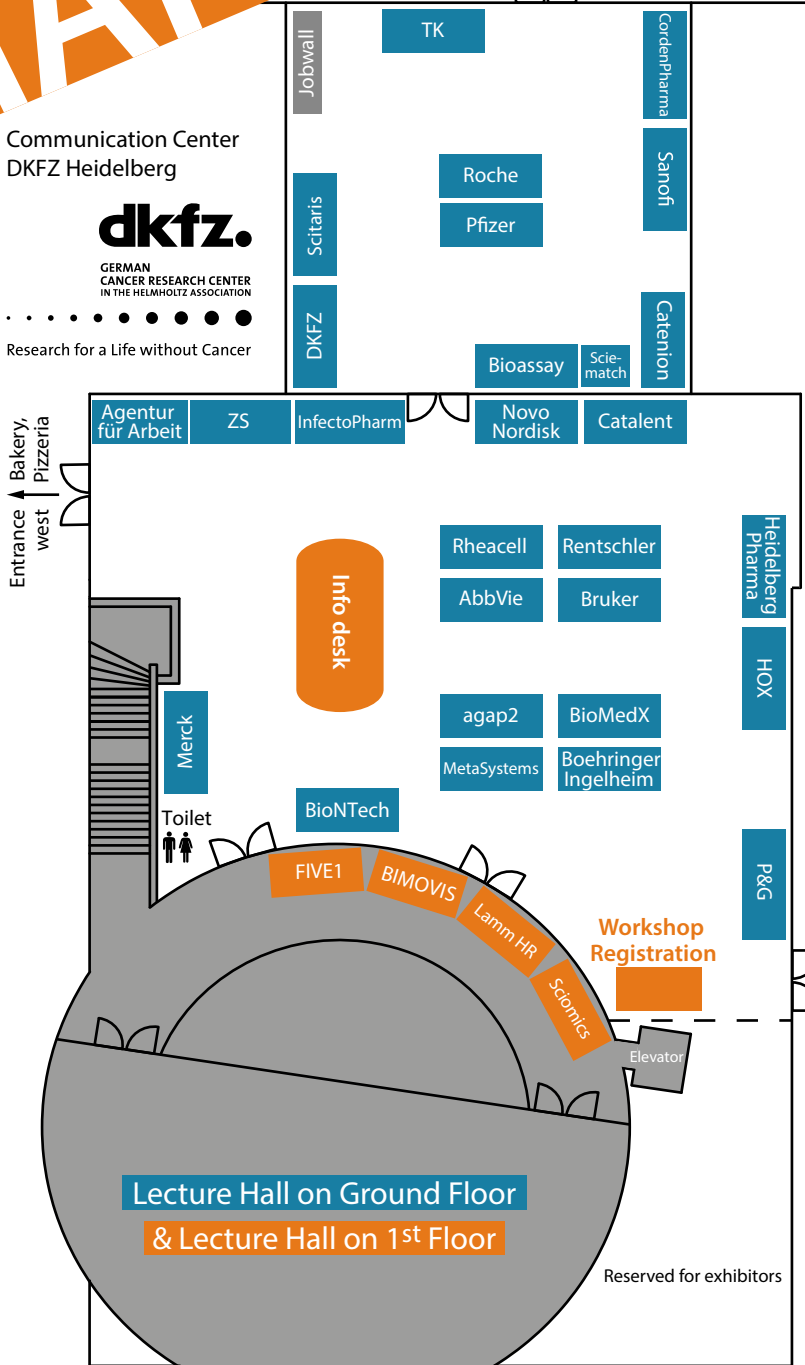 Communication Center
DKFZ Heidelberg
dkfz.
GERMAN
CANCER RESEARCH CENTER
IN THE HELMHOLTZ ASSOCIATION
Research for a Life without Cancer
Jobwall
TK
CordenPharma
Scitaris
Roche
Sanofi
Pfizer
DKFZ
Bioassay
Scie-
match
Catenion
Agentur
für Arbeit
ZS
InfectoPharm
Novo
Nordisk
Catalent
Bakery,
Pizzeria
Entrance
west
Info desk
Rheacell
Rentschler
Heidelberg
Pharma
AbbVie
Bruker
HOX
Merck
agap2
BioMedX
MetaSystems
Boehringer
Ingelheim
Toilet
BioNTech
FIVE1
BIMOVIS
Lamm HR
Sciomics
P&G
Workshop
Registration
Elevator
Lecture Hall on Ground Floor
& Lecture Hall on 1st Floor
Reserved for exhibitors